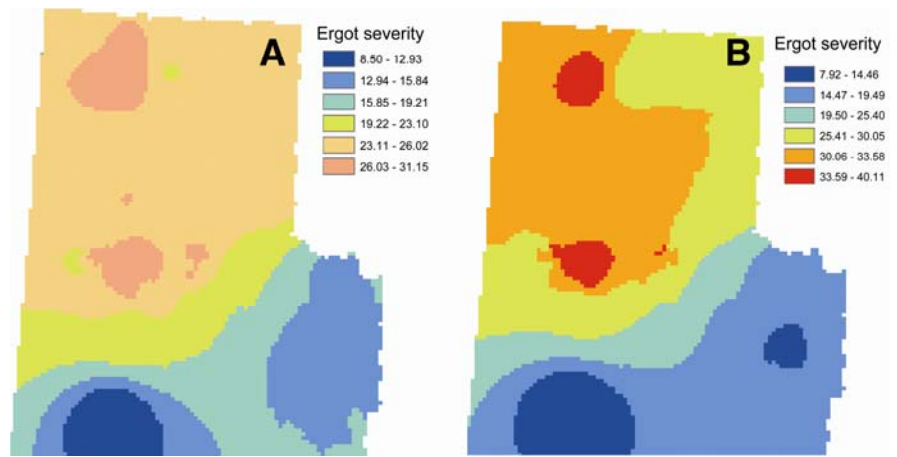 A
Ergot severity
8.50 - 12.93
12.94 - 15.84
15.85 - 19.21
19.22 - 23.10
23.11 - 26.02
26.03 - 31.15
B
Ergot severity
7.92 - 14.46
14.47 - 19.49
19.50 - 25.40
25.41 - 30.05
30.06 - 33.58
33.59 - 40.11